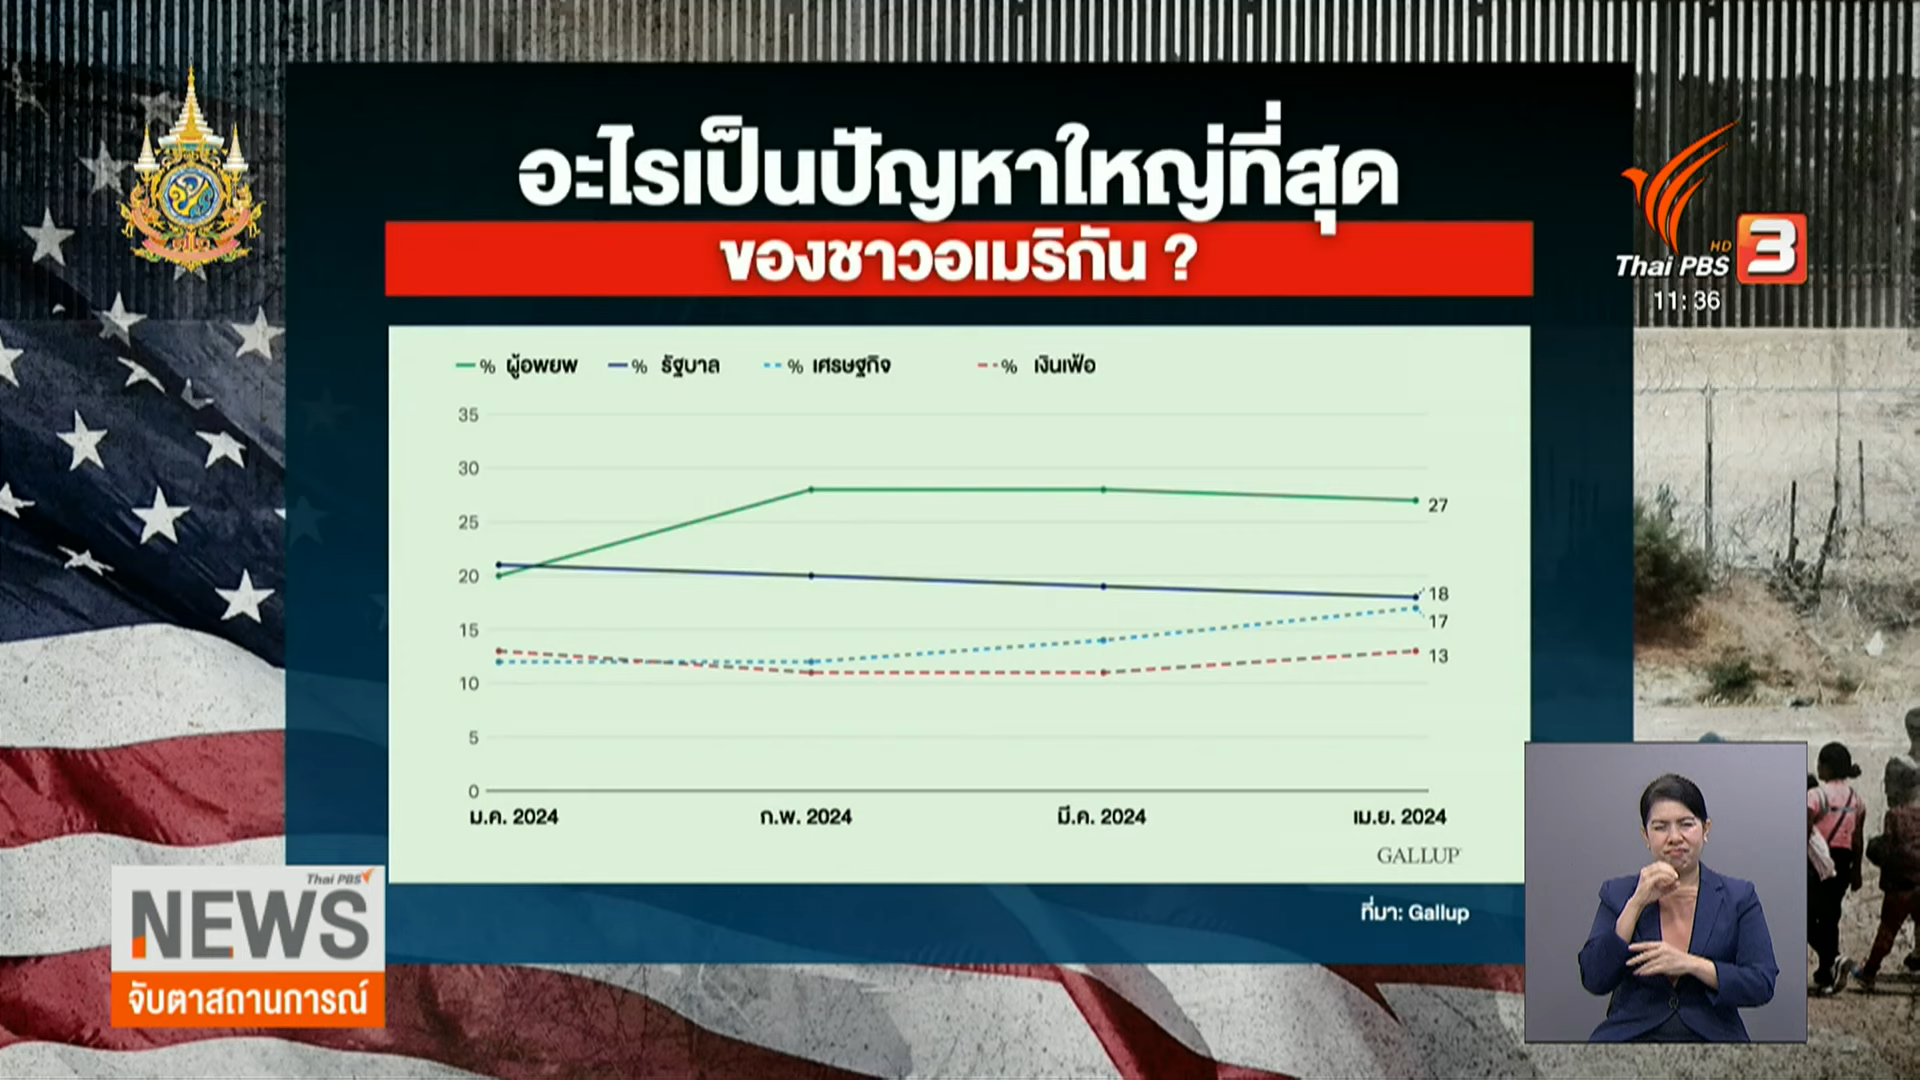 อะไรเป็นปัญหาใหญ่ที่สุด
ของชาวอเมริกัน ?
HD
Thai PBS 3
11:36
% ผู้อพยพ % รัฐบาล % เศรษฐกิจ % เงินเฟ้อ
35
30
25
20
15
10
5
0
27
18
17
13
ม.ค. 2024 ก.พ. 2024 มี.ค. 2024 เม.ย. 2024
GALLUP
ที่มา: Gallup
Thai PBS
NEWS
จับตาสถานการณ์